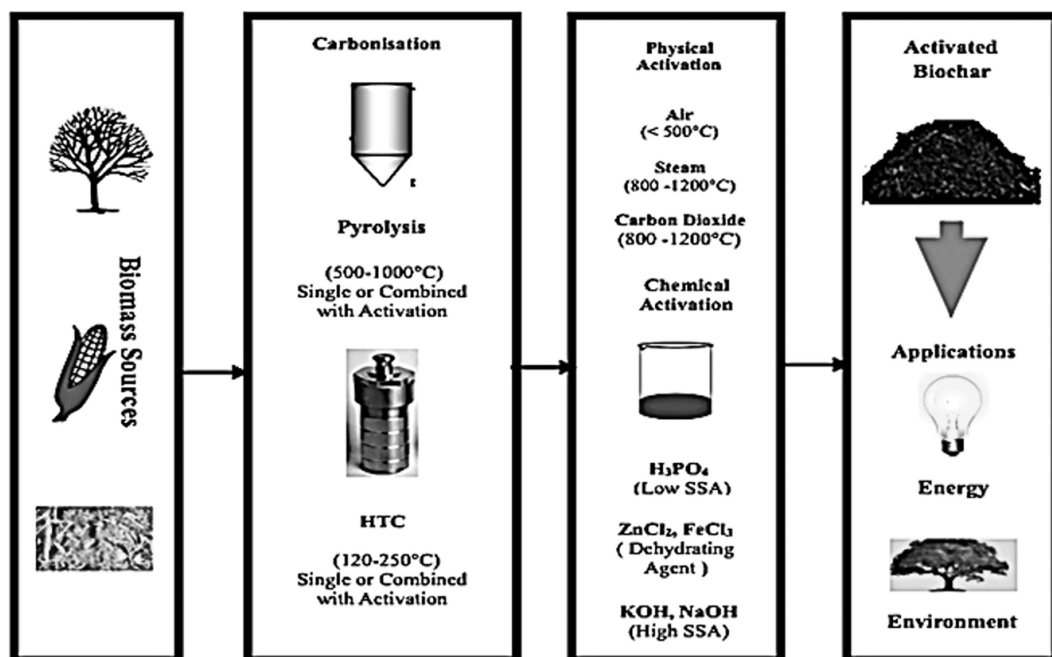 Biomass Sources
Carbonisation
Pyrolysis
(500-1000°C)
Single or Combined
with Activation
HTC
(120-250°C)
Single or Combined
with Activation
Physical
Activation
Air
(< 500°C)
Steam
(800 -1200°C)
Carbon Dioxide
(800 -1200°C)
Chemical
Activation
H₃PO₄
(Low SSA)
ZnCl₂, FeCl₃
( Dehydrating
Agent )
KOH, NaOH
(High SSA)
Activated
Biochar
Applications
Energy
Environment